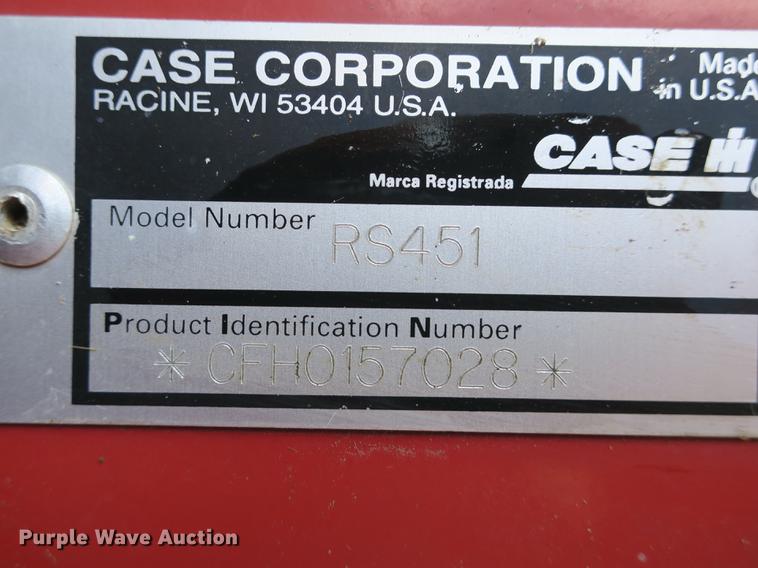 CASE CORPORATION Made
RACINE, WI 53404 U.S.A. in U.S.A.
CASE IH
Marca Registrada
Model Number RS451
Product Identification Number
* CFH0157028 *
Purple Wave Auction